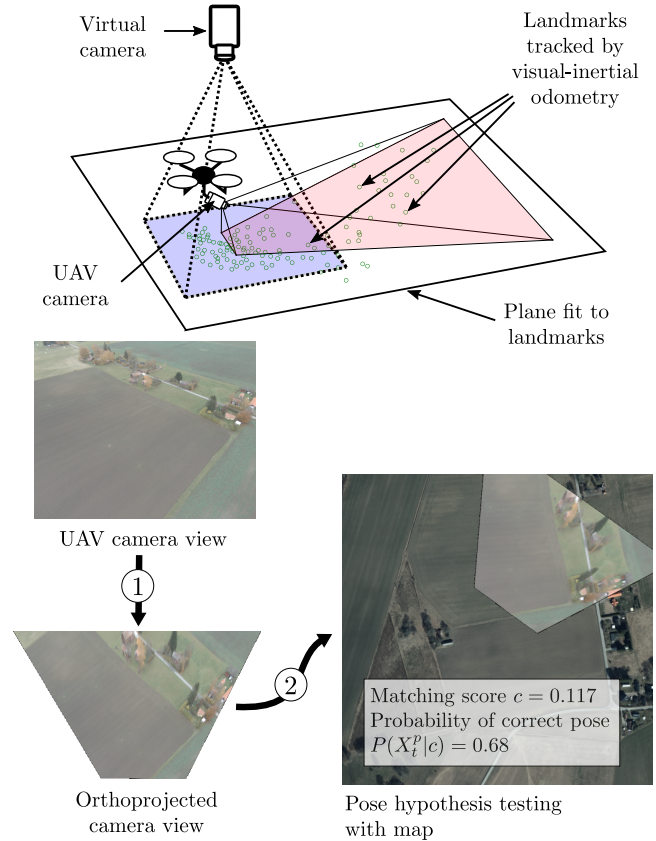 Virtual
camera
Landmarks
tracked by
visual-inertial
odometry
UAV
camera
Plane fit to
landmarks
UAV camera view
1
2
Matching score c = 0.117
Probability of correct pose
P(X_t^p|c) = 0.68
Orthoprojected
camera view
Pose hypothesis testing
with map